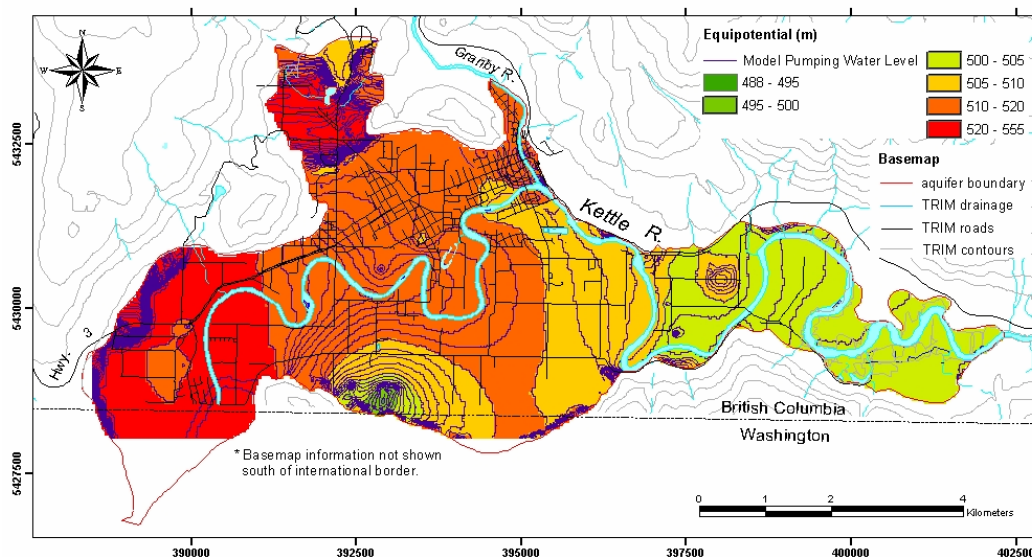 N
W
E
S
Granby R.
Equipotential (m)
Model Pumping Water Level
488 - 495
495 - 500
500 - 505
505 - 510
510 - 520
520 - 555
Basemap
aquifer boundary
TRIM drainage
TRIM roads
TRIM contours
Kettle R.
Hwy. 3
British Columbia
Washington
* Basemap information not shown
south of international border.
0 1 2 4
Kilometers
5432500
5430000
5427500
390000 392500 395000 397500 400000 402500